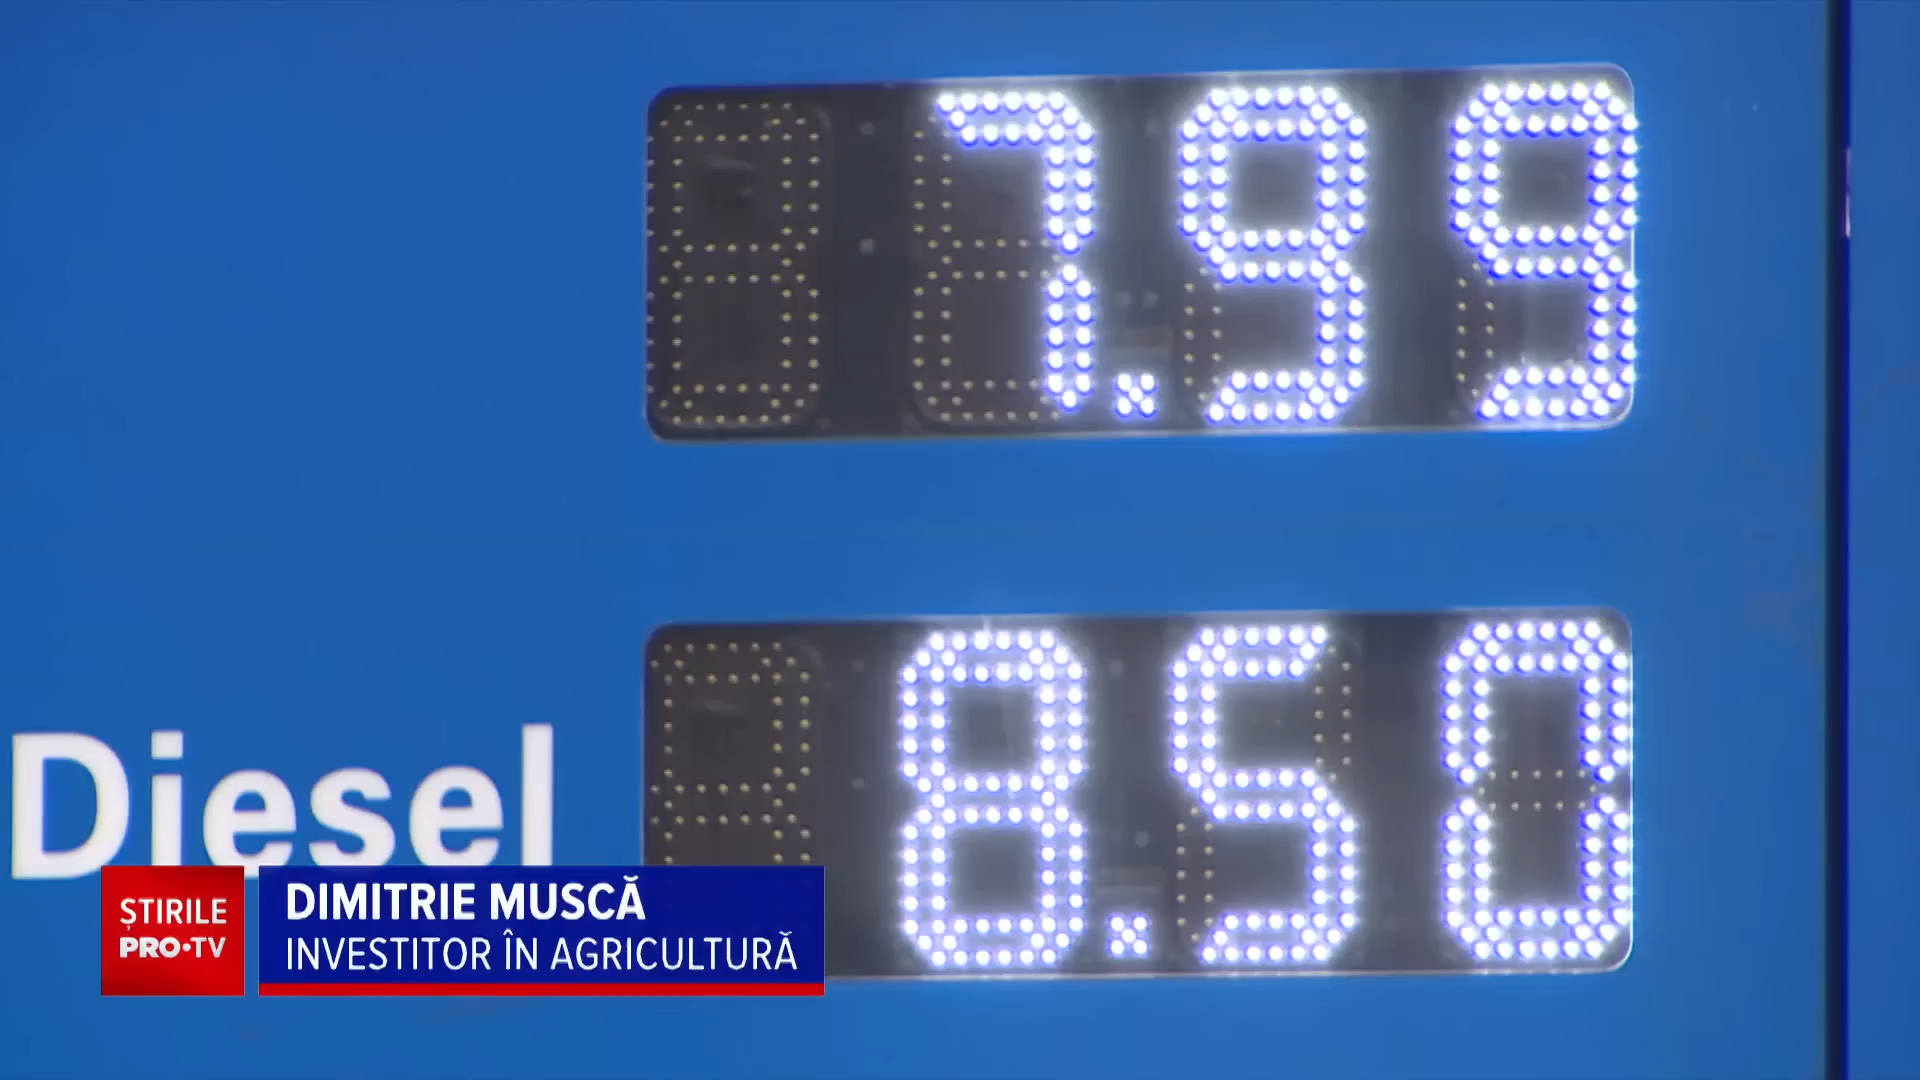 7.99
8.50
Diesel
ȘTIRILE
PRO•TV
DIMITRIE MUSCĂ
INVESTITOR ÎN AGRICULTURĂ